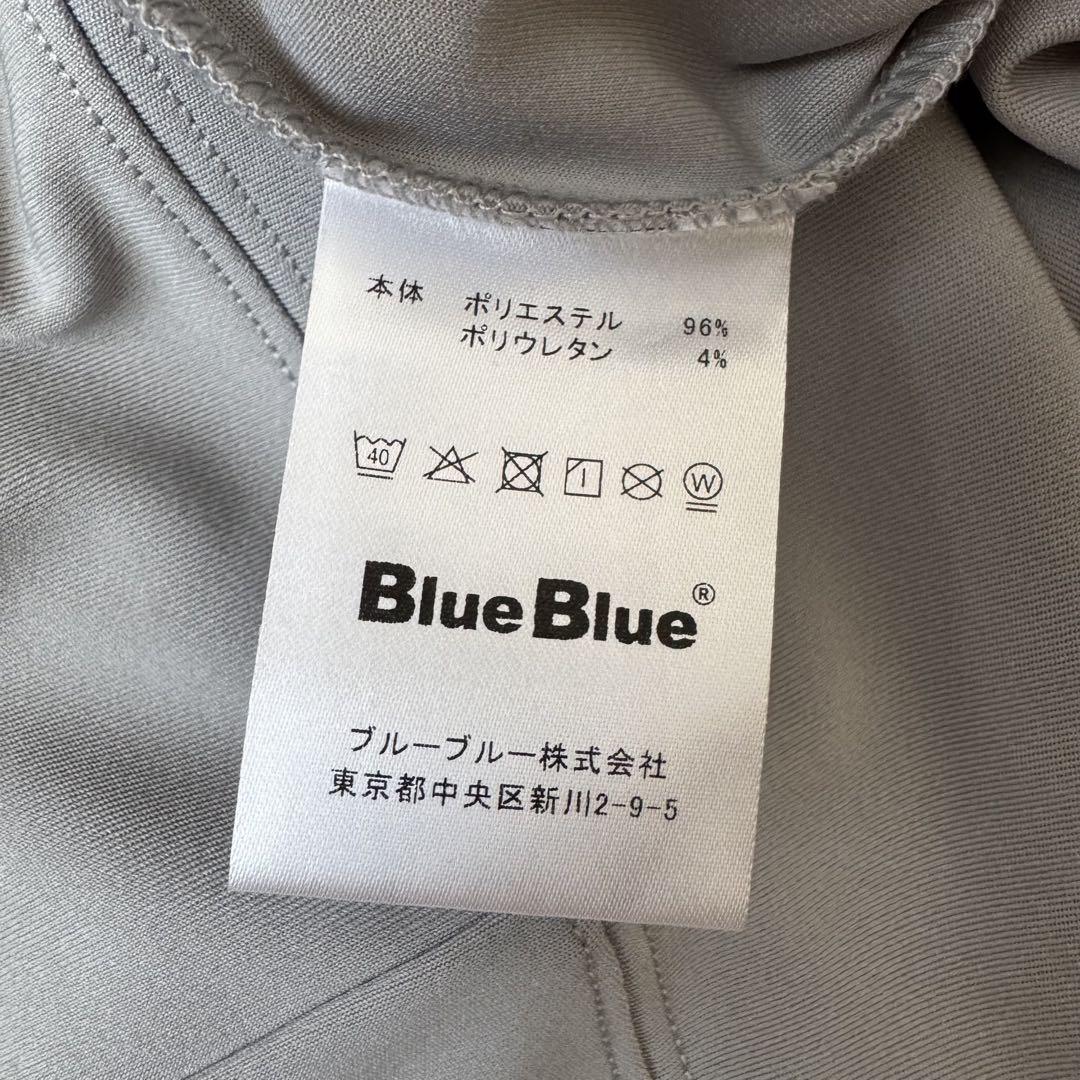 本体 ポリエステル 96%
ポリウレタン 4%
40 W
BlueBlue®
ブルーブルー株式会社
東京都中央区新川2-9-5